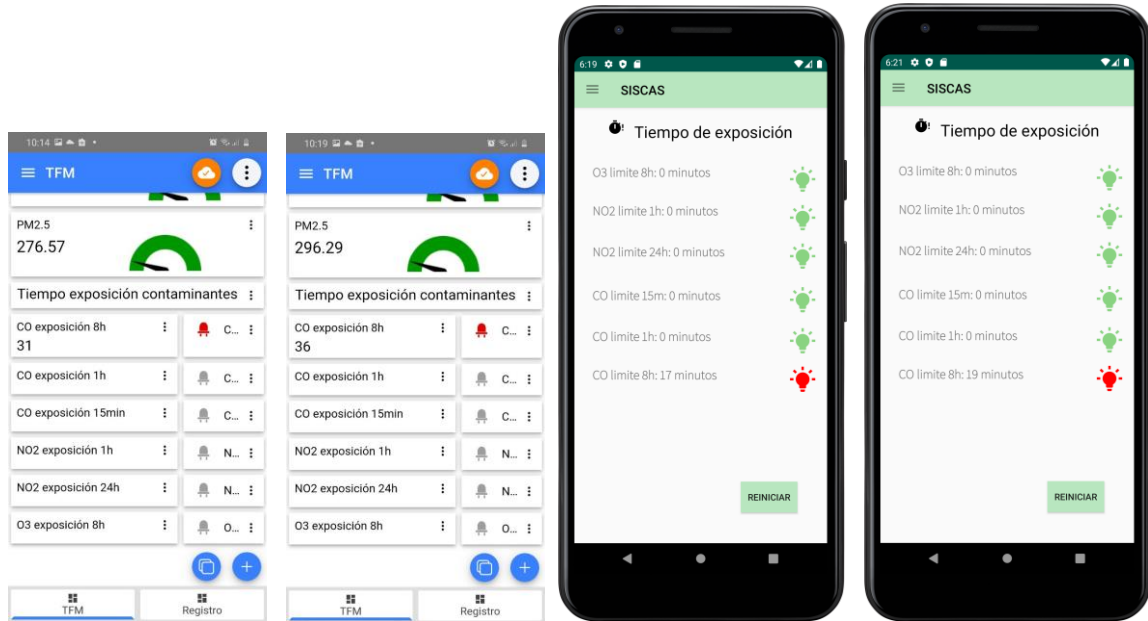 10:14
TFM
PM2.5
276.57
Tiempo exposición contaminantes
CO exposición 8h
31
C...
CO exposición 1h
C...
CO exposición 15min
C...
NO2 exposición 1h
N...
NO2 exposición 24h
N...
O3 exposición 8h
O...
TFM
Registro
10:19
TFM
PM2.5
296.29
Tiempo exposición contaminantes
CO exposición 8h
36
C...
CO exposición 1h
C...
CO exposición 15min
C...
NO2 exposición 1h
N...
NO2 exposición 24h
N...
O3 exposición 8h
O...
TFM
Registro
6:19
SISCAS
Tiempo de exposición
O3 limite 8h: 0 minutos
NO2 limite 1h: 0 minutos
NO2 limite 24h: 0 minutos
CO limite 15m: 0 minutos
CO limite 1h: 0 minutos
CO limite 8h: 17 minutos
REINICIAR
6:21
SISCAS
Tiempo de exposición
O3 limite 8h: 0 minutos
NO2 limite 1h: 0 minutos
NO2 limite 24h: 0 minutos
CO limite 15m: 0 minutos
CO limite 1h: 0 minutos
CO limite 8h: 19 minutos
REINICIAR